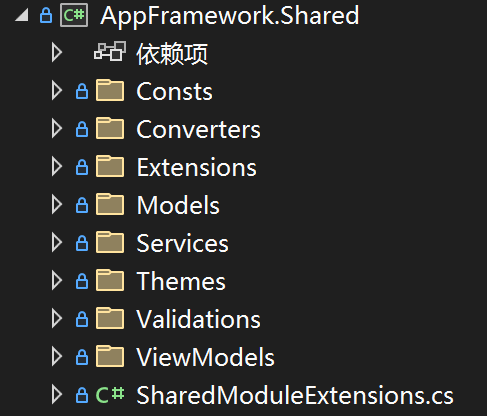 C# AppFramework.Shared
依赖项
Consts
Converters
Extensions
Models
Services
Themes
Validations
ViewModels
C# SharedModuleExtensions.cs